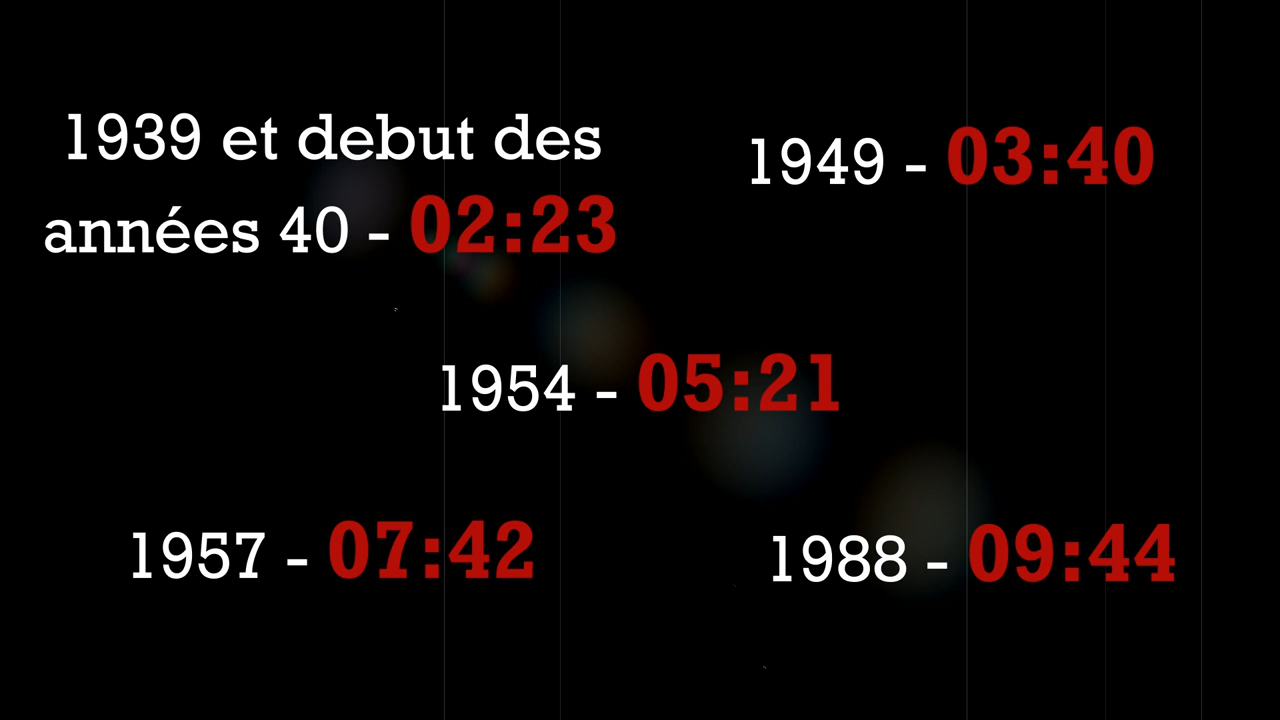 1939 et debut des
années 40 - 02:23
1949 - 03:40
1954 - 05:21
1957 - 07:42
1988 - 09:44